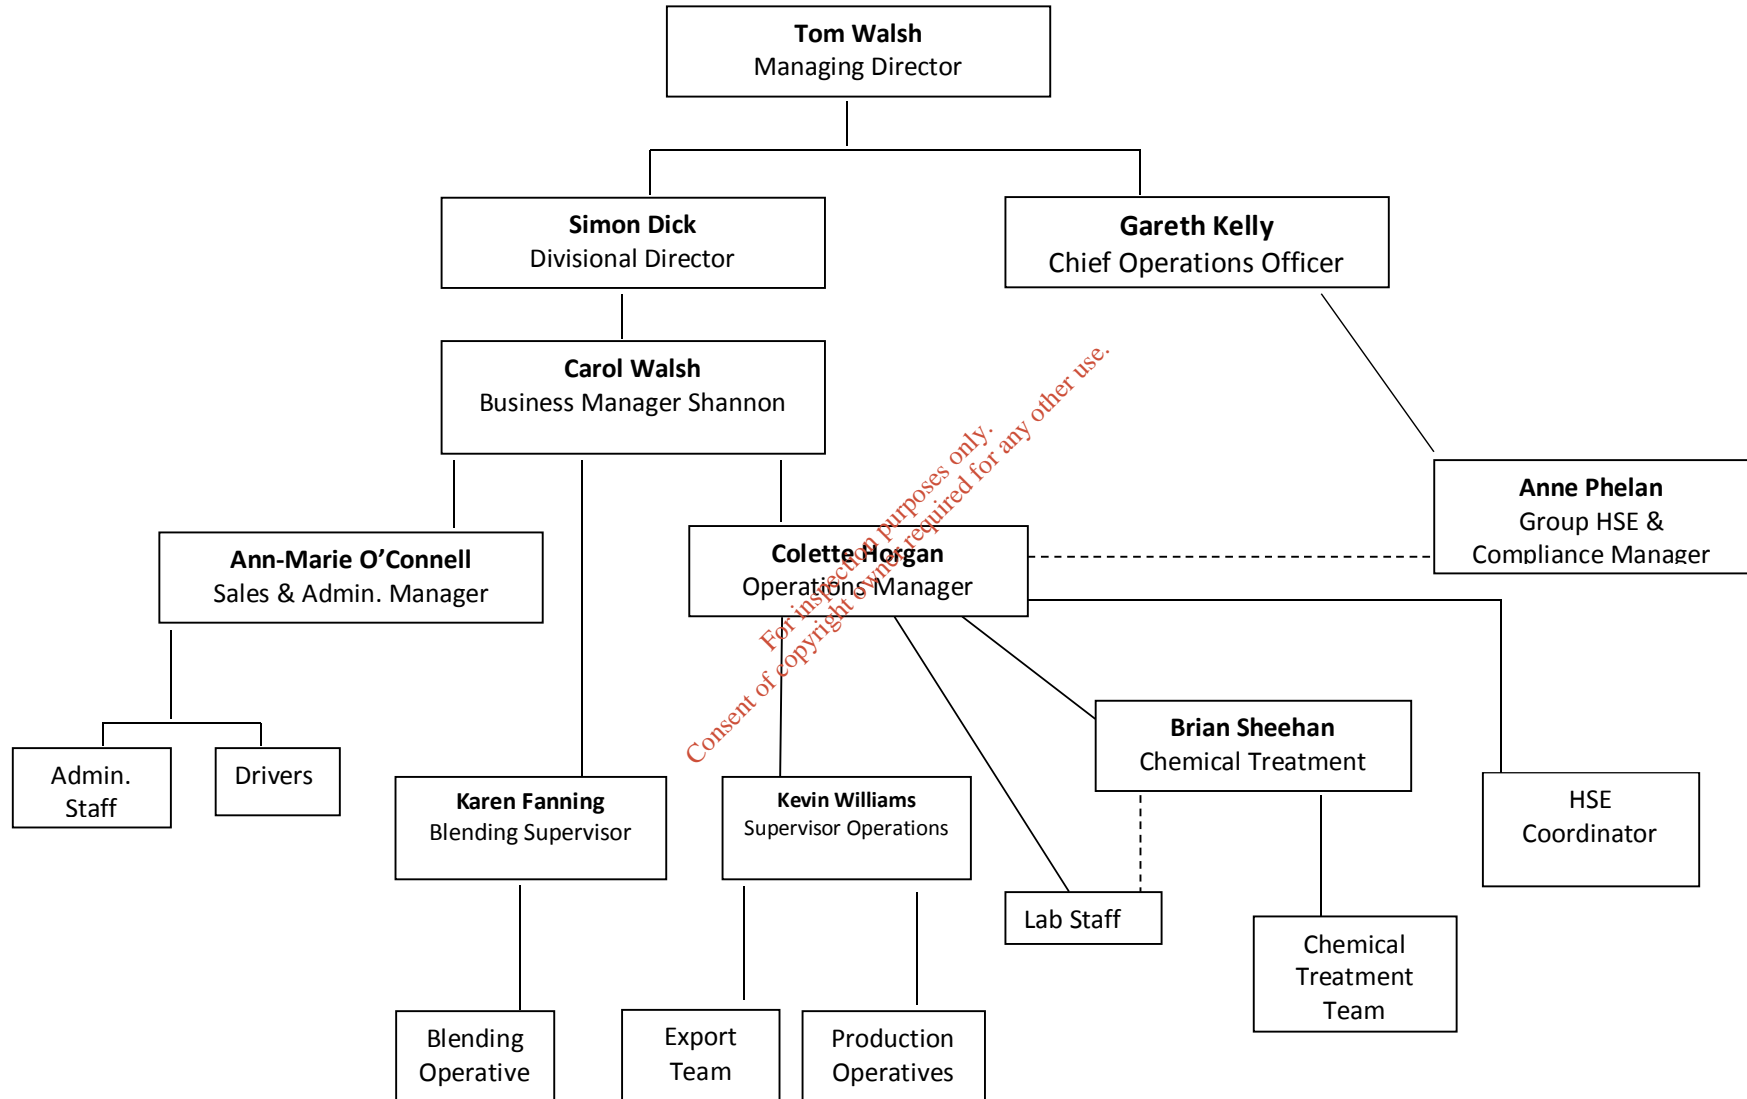 Tom Walsh
Managing Director
Simon Dick
Divisional Director
Gareth Kelly
Chief Operations Officer
Carol Walsh
Business Manager Shannon
Anne Phelan
Group HSE &
Compliance Manager
Ann-Marie O’Connell
Sales & Admin. Manager
Colette Horgan
Operations Manager
For inspection purposes only.
Consent of copyright owner required for any other use.
Brian Sheehan
Chemical Treatment
Admin.
Staff
Drivers
Karen Fanning
Blending Supervisor
Kevin Williams
Supervisor Operations
HSE
Coordinator
Lab Staff
Chemical
Treatment
Team
Blending
Operative
Export
Team
Production
Operatives